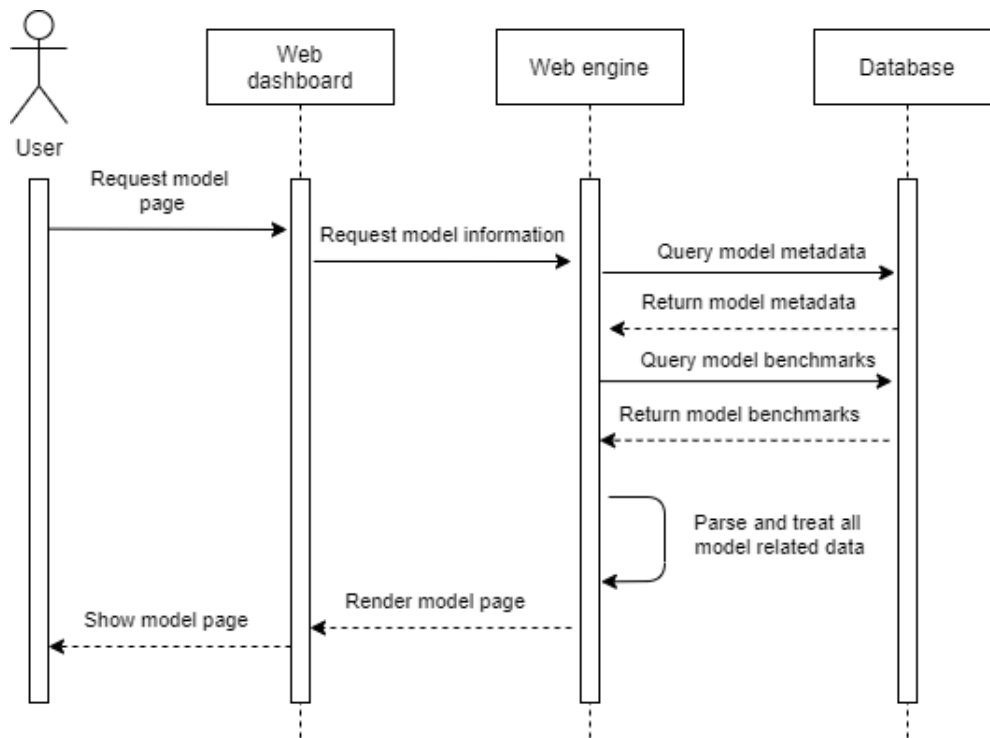 Web
dashboard
Web engine
Database
User
Request model
page
Request model information
Query model metadata
Return model metadata
Query model benchmarks
Return model benchmarks
Parse and treat all
model related data
Render model page
Show model page